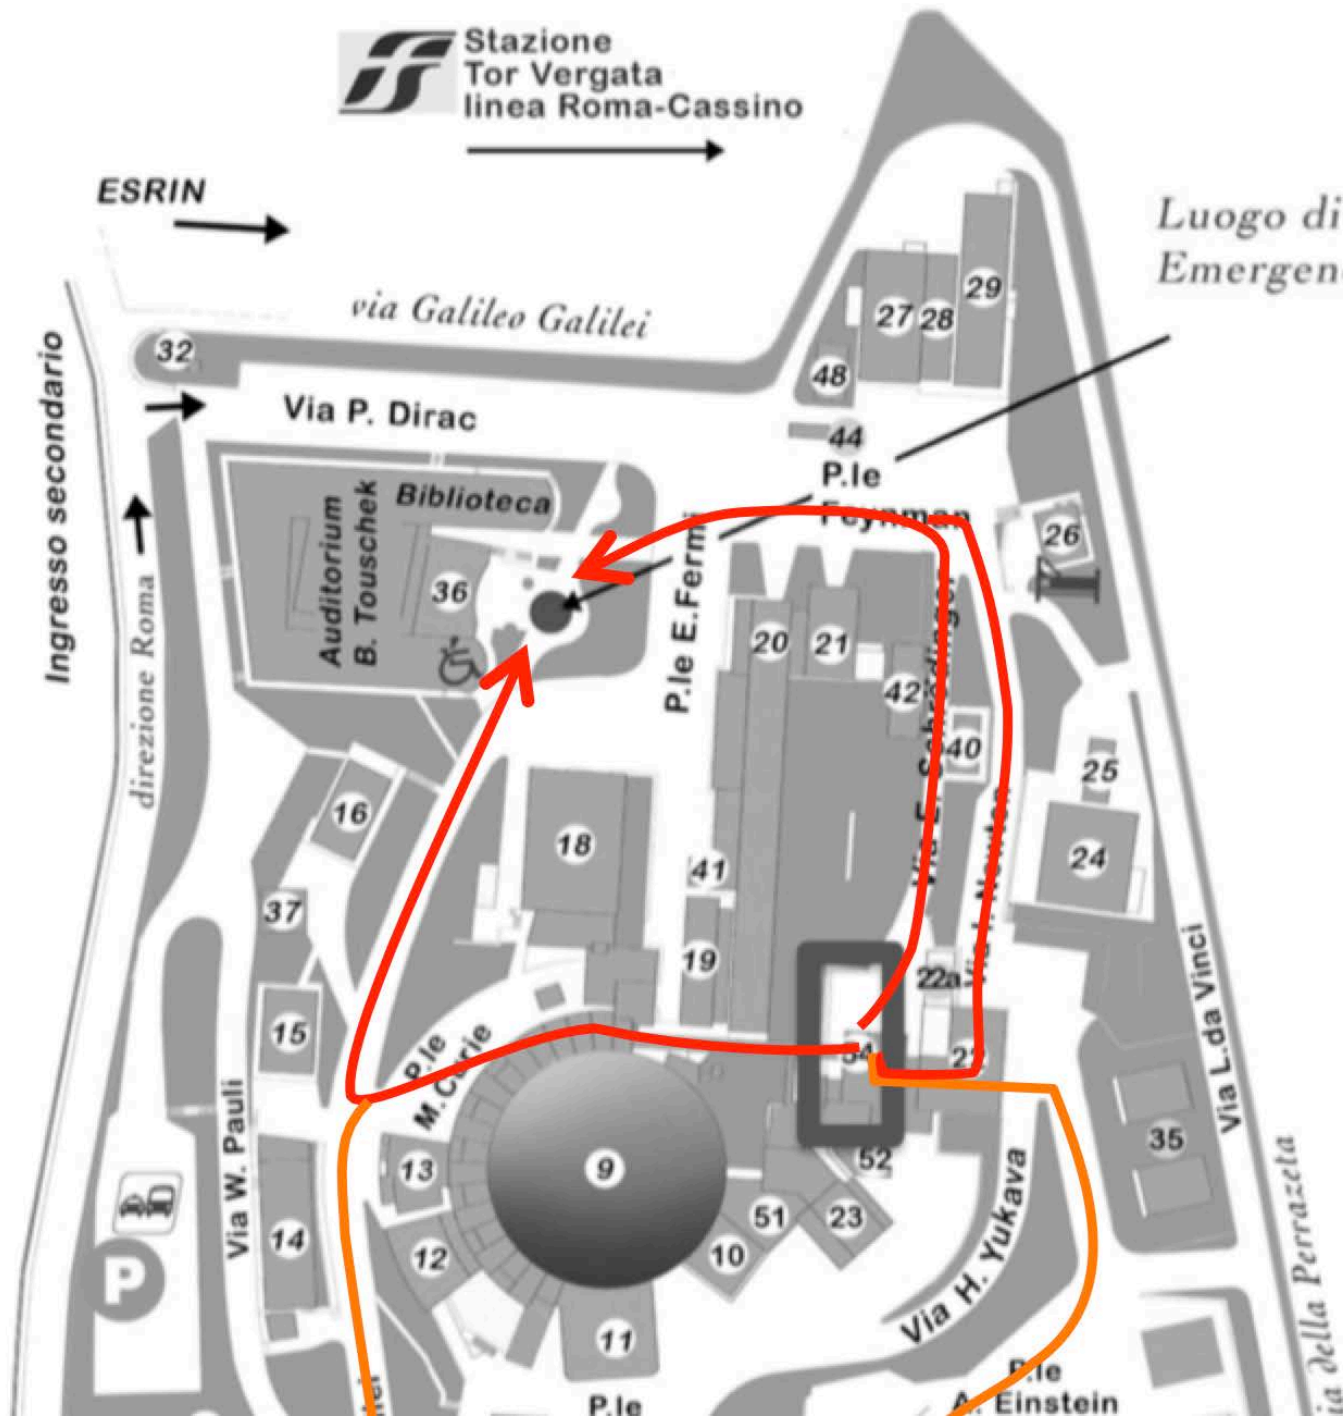 Stazione
Tor Vergata
linea Roma-Cassino
ESRIN
Luogo di
via Galileo Galilei
Ingresso secondario
direzione Roma
32
Via P. Dirac
27
28
29
48
44
P.le
Feynman
26
Biblioteca
Auditorium
B. Touschek
36
P.le E.Fermi
20
21
42
40
25
24
16
18
41
37
19
22a
Via L.da Vinci
15
P.le
M.Curie
Via W. Pauli
13
9
52
35
14
12
51
23
10
Via H. Yukava
P
11
P.le
A. Einstein
P.le